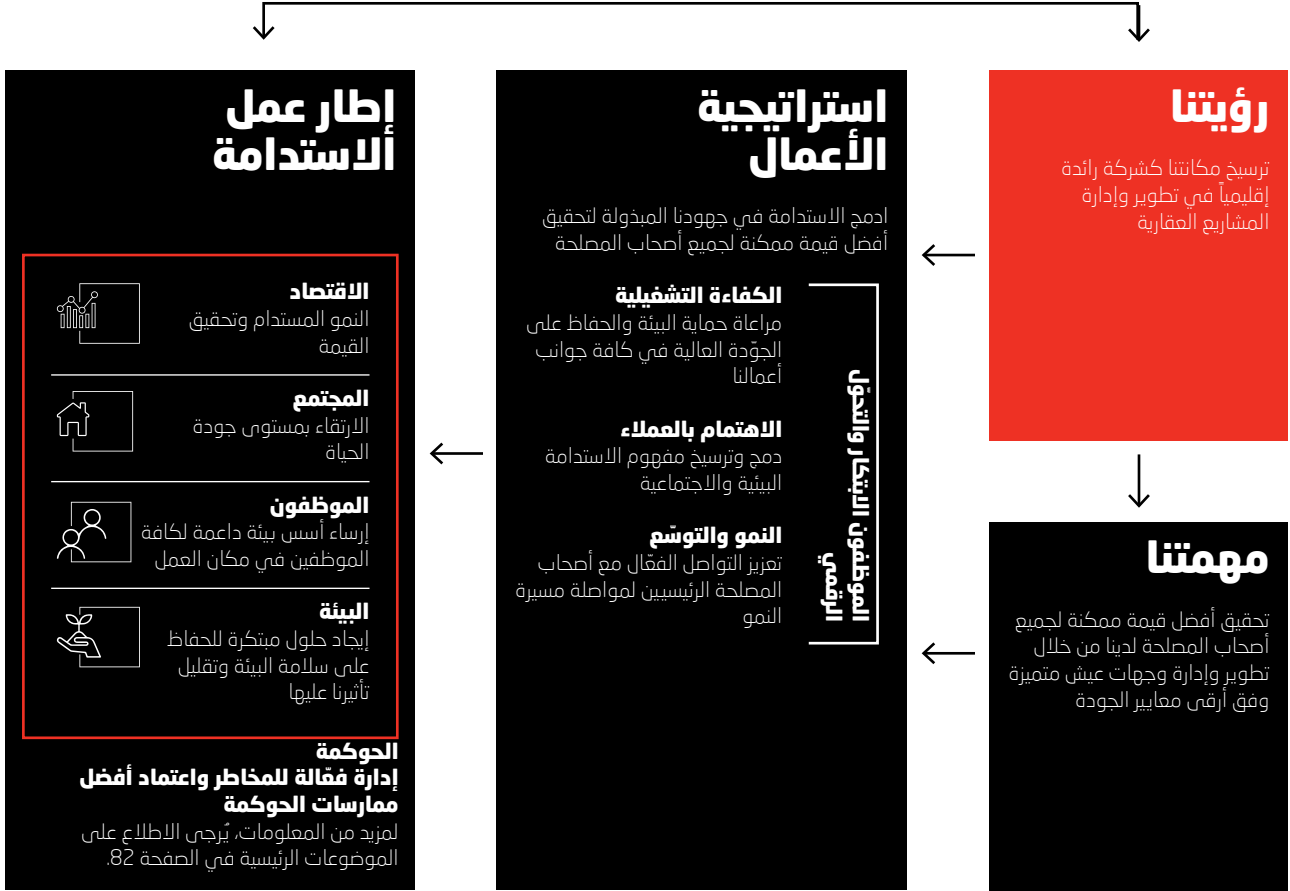 رؤيتنا
ترسيخ مكانتنا كشركة رائدة
إقليمياً في تطوير وإدارة
المشاريع العقارية
مهمتنا
تحقيق أفضل قيمة ممكنة لجميع
أصحاب المصلحة لدينا من خلال
تطوير وإدارة وجهات عيش متميزة
وفق أرقى معايير الجودة
استراتيجية
الأعمال
ادمج الاستدامة في جهودنا المبذولة لتحقيق
أفضل قيمة ممكنة لجميع أصحاب المصلحة
الموظفون الابتكار والتحوّل
الرقمي
الكفاءة التشغيلية
مراعاة حماية البيئة والحفاظ على
الجوّدة العالية في كافة جوانب
أعمالنا
الاهتمام بالعملاء
دمج وترسيخ مفهوم الاستدامة
البيئية والاجتماعية
النمو والتوسّع
تعزيز التواصل الفعّال مع أصحاب
المصلحة الرئيسيين لمواصلة مسيرة
النمو
إطار عمل
الاستدامة
الاقتصاد
النمو المستدام وتحقيق
القيمة
المجتمع
الارتقاء بمستوى جودة
الحياة
الموظفون
إرساء أسس بيئة داعمة لكافة
الموظفين في مكان العمل
البيئة
إيجاد حلول مبتكرة للحفاظ
على سلامة البيئة وتقليل
تأثيرنا عليها
الحوكمة
إدارة فعّالة للمخاطر واعتماد أفضل
ممارسات الحوكمة
لمزيد من المعلومات، يُرجى الاطلاع على
الموضوعات الرئيسية في الصفحة 82.